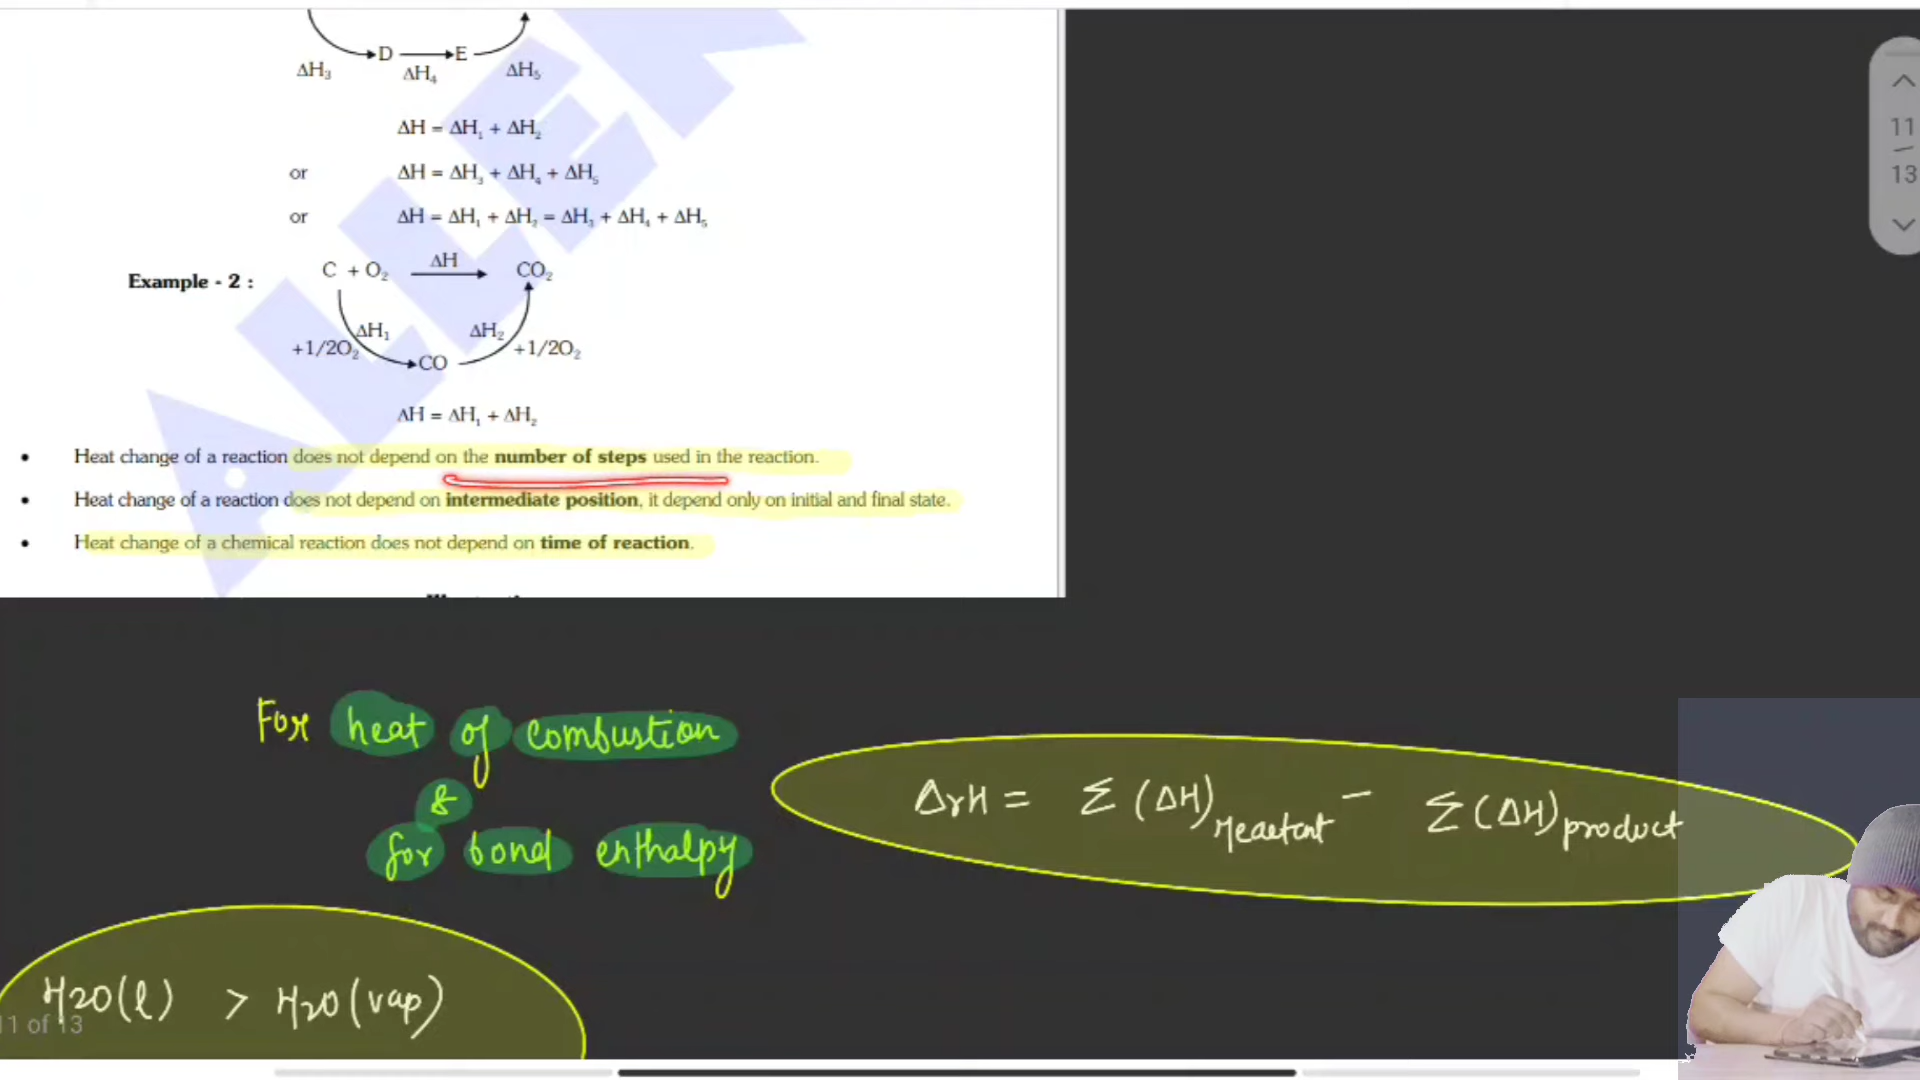 D → E
ΔH₃ ΔH₄ ΔH₅
ΔH = ΔH₁ + ΔH₂
or ΔH = ΔH₃ + ΔH₄ + ΔH₅
or ΔH = ΔH₁ + ΔH₂ = ΔH₃ + ΔH₄ + ΔH₅
Example - 2 : C + O₂ ΔH → CO₂
ΔH₁ ΔH₂
+1/2O₂ +1/2O₂
CO
ΔH = ΔH₁ + ΔH₂
• Heat change of a reaction does not depend on the number of steps used in the reaction.
• Heat change of a reaction does not depend on intermediate position, it depend only on initial and final state.
• Heat change of a chemical reaction does not depend on time of reaction.
ALLEN
11
13
For heat of combustion
&
for bond enthalpy
ΔrH = Σ(ΔH)reactant - Σ(ΔH)product
H2O(l) > H2O(vap)
11 of 13